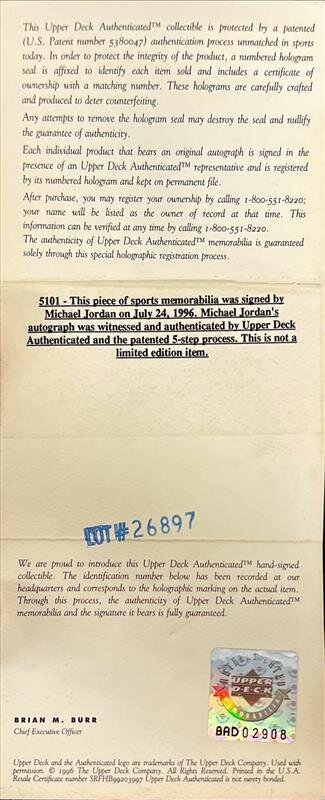 This Upper Deck Authenticated™ collectible is protected by a patented
(U.S. Patent number 5380047) authentication process unmatched in sports
today. In order to protect the integrity of the product, a numbered hologram
seal is affixed to identify each item sold and includes a certificate of
ownership with a matching number. These holograms are carefully crafted
and produced to deter counterfeiting.
Any attempts to remove the hologram seal may destroy the seal and nullify
the guarantee of authenticity.
Each individual product that bears an original autograph is signed in the
presence of an Upper Deck Authenticated™ representative and is registered
by its numbered hologram and kept on permanent file.
After purchase, you may register your ownership by calling 1-800-551-8220;
your name will be listed as the owner of record at that time. This
information can be verified at any time by calling 1-800-551-8220.
The authenticity of Upper Deck Authenticated™ memorabilia is guaranteed
solely through this special holographic registration process.
5101 - This piece of sports memorabilia was signed by
Michael Jordan on July 24, 1996. Michael Jordan's
autograph was witnessed and authenticated by Upper Deck
Authenticated and the patented 5-step process. This is not a
limited edition item.
LOT# 26897
We are proud to introduce this Upper Deck Authenticated™ hand-signed
collectible. The identification number below has been recorded at our
headquarters and corresponds to the holographic marking on the actual item.
Through this process, the authenticity of Upper Deck Authenticated™
memorabilia and the signature it bears is fully guaranteed.
AUTHENTICATED
UPPER
DECK
MEMORABILIA
BAD02908
BRIAN M. BURR
Chief Executive Officer
Upper Deck and the Authenticated logo are trademarks of The Upper Deck Company. Used with
permission. © 1996 The Upper Deck Company. All Rights Reserved. Printed in the U.S.A.
Resale Certificate number SRFHB99203997 Upper Deck Authenticated is not surety bonded.